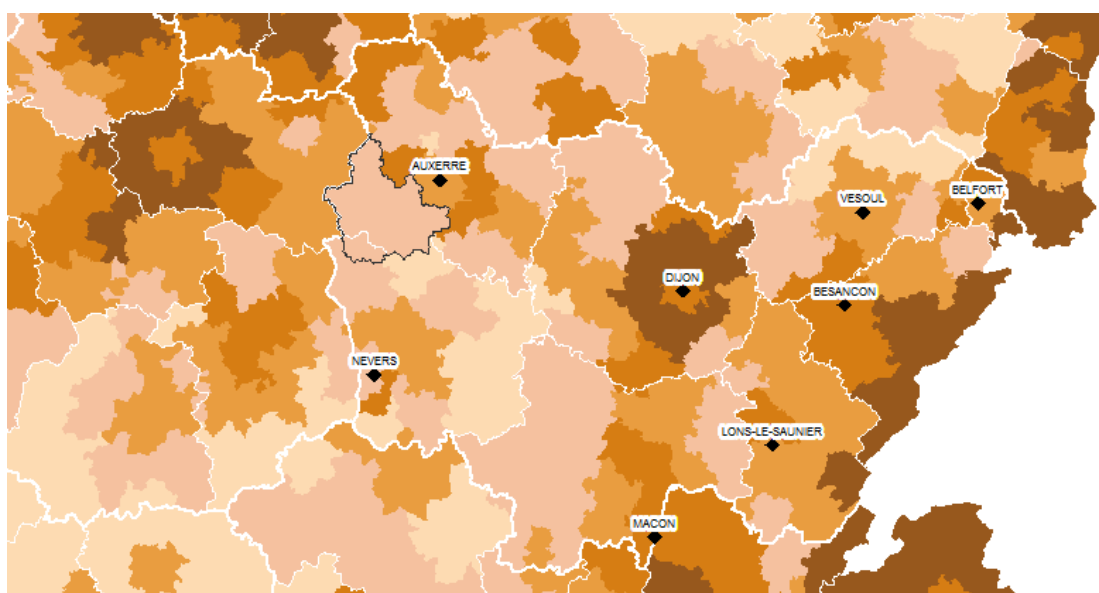 AUXERRE
BELFORT
VESOUL
DIJON
BESANCON
NEVERS
LONS-LE-SAUNIER
MACON